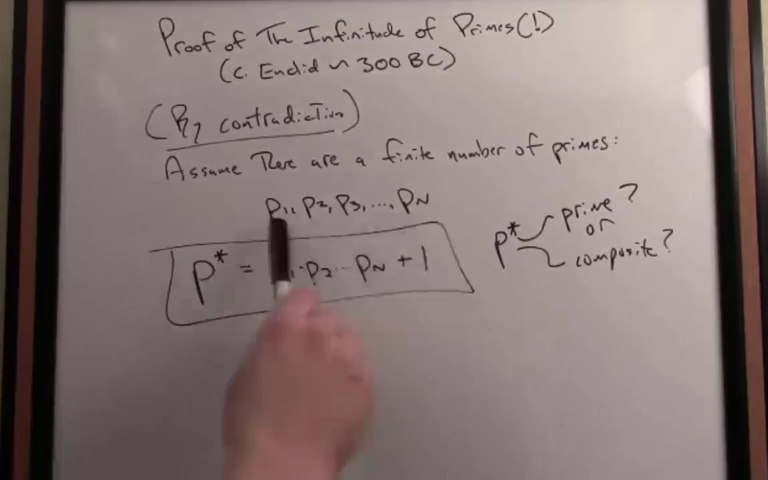 Proof of The Infinitude of Primes(!)
(c. Euclid ~ 300 BC)
(By contradiction)
Assume There are a finite number of primes:
P1, P2, P3, ..., PN
P* = · P2 ··· PN + 1
P* prime?
or
composite?